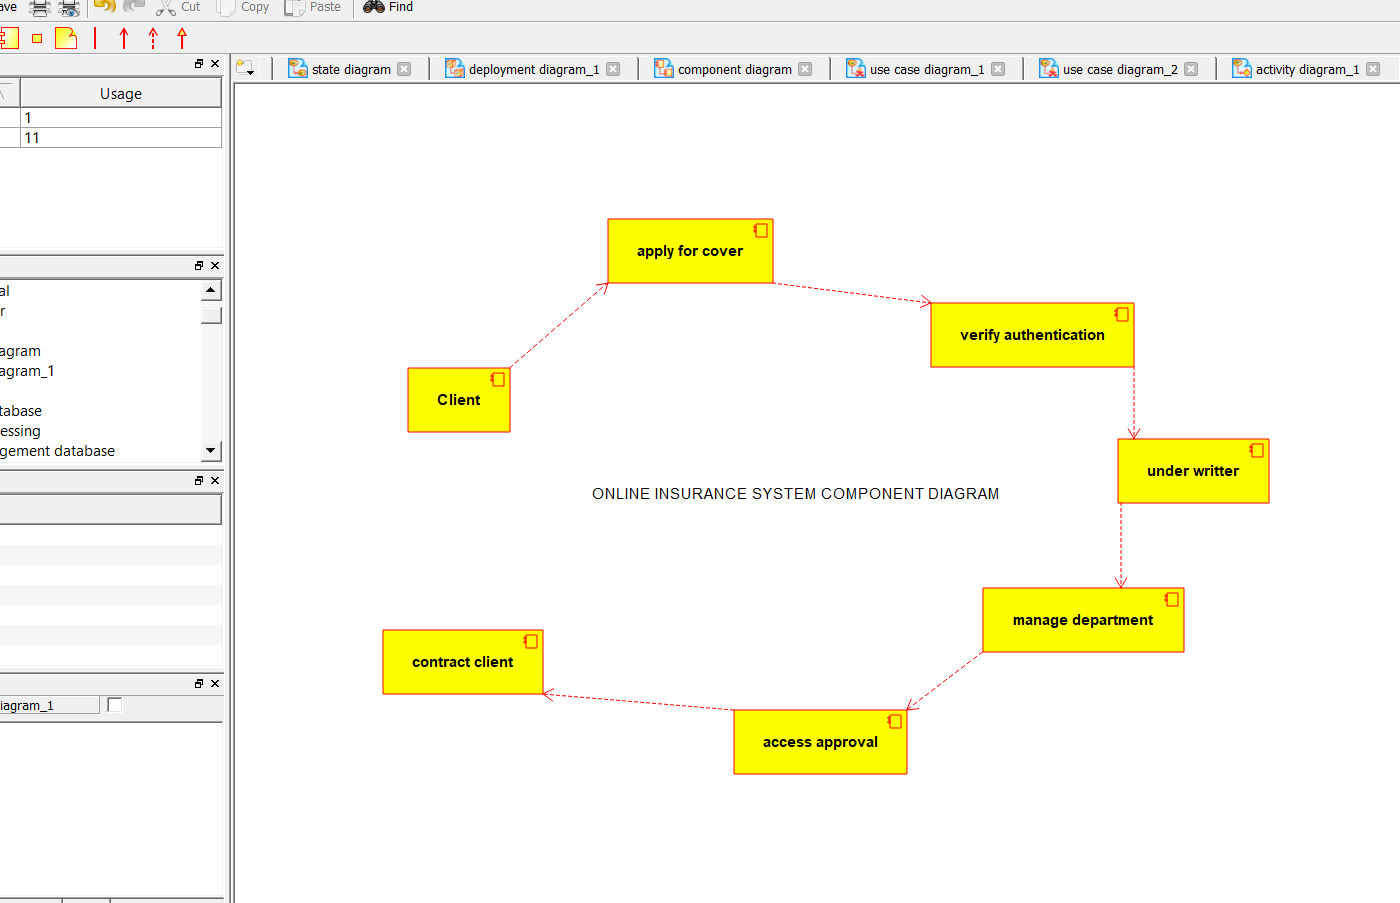 ave Cut Copy Paste Find
state diagram deployment diagram_1 component diagram use case diagram_1 use case diagram_2 activity diagram_1
Usage
1
11
al
r
agram
agram_1
tabase
essing
gement database
iagram_1
apply for cover
verify authentication
Client
under writter
ONLINE INSURANCE SYSTEM COMPONENT DIAGRAM
manage department
contract client
access approval